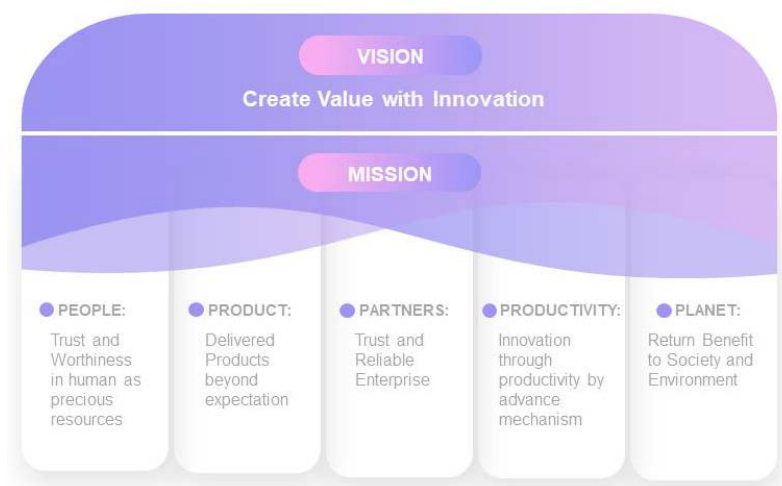 VISION
Create Value with Innovation
MISSION
PEOPLE:
Trust and
Worthiness
in human as
precious
resources
PRODUCT:
Delivered
Products
beyond
expectation
PARTNERS:
Trust and
Reliable
Enterprise
PRODUCTIVITY:
Innovation
through
productivity by
advance
mechanism
PLANET:
Return Benefit
to Society and
Environment